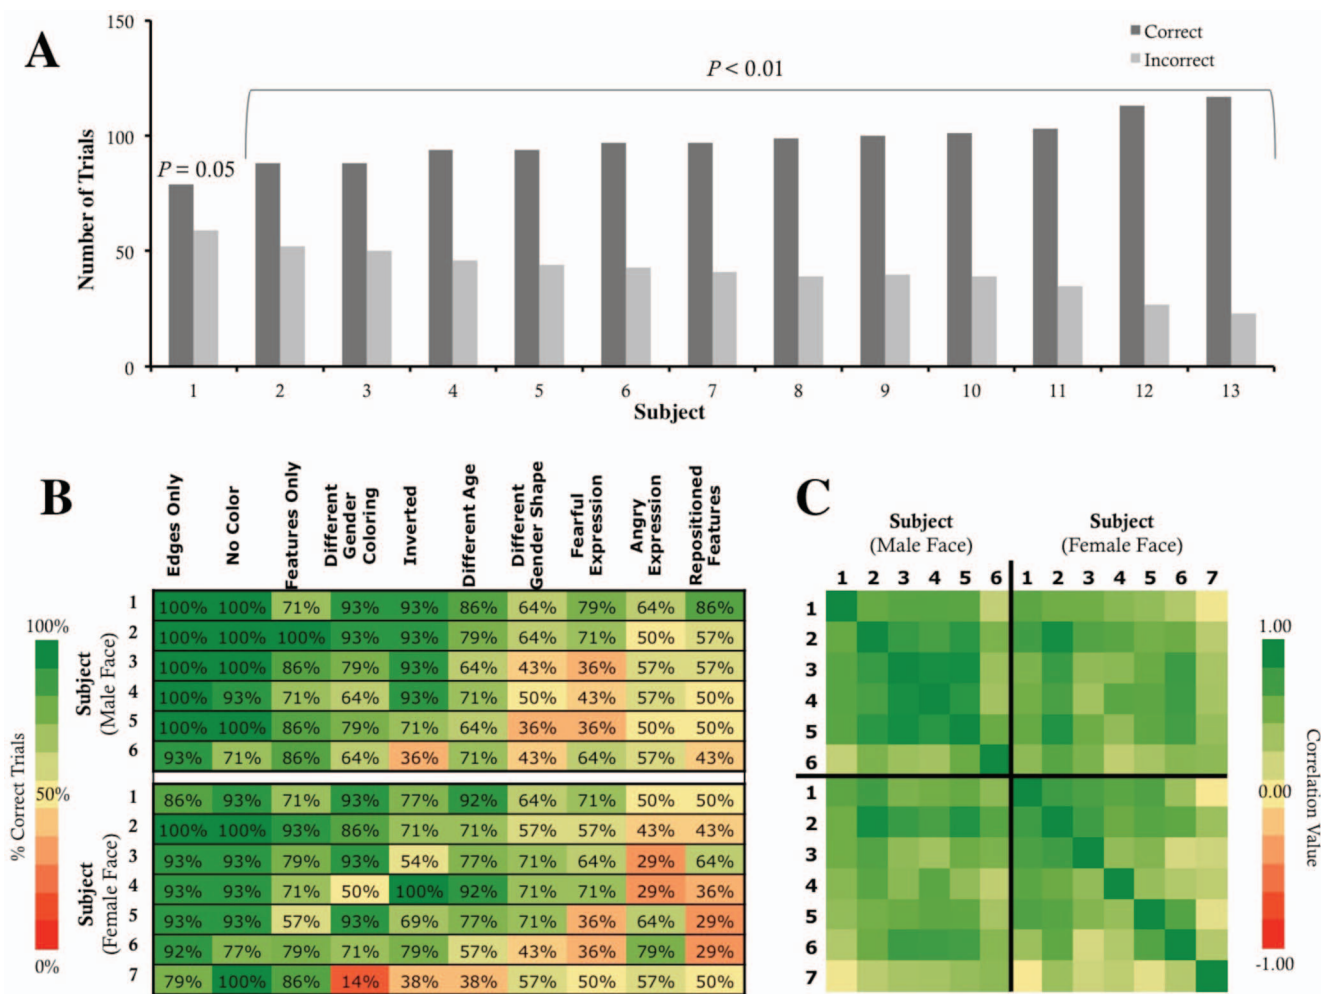 A
150
100
50
0
Number of Trials
Correct
Incorrect
P < 0.01
P = 0.05
1 2 3 4 5 6 7 8 9 10 11 12 13
Subject
B
Edges Only
No Color
Features Only
Different
Gender
Coloring
Inverted
Different Age
Different
Gender Shape
Fearful
Expression
Angry
Expression
Repositioned
Features
100%
50%
0%
% Correct Trials
Subject
(Male Face)
1 100% 100% 71% 93% 93% 86% 64% 79% 64% 86%
2 100% 100% 100% 93% 93% 79% 64% 71% 50% 57%
3 100% 100% 86% 79% 93% 64% 43% 36% 57% 57%
4 100% 93% 71% 64% 93% 71% 50% 43% 57% 50%
5 100% 100% 86% 79% 71% 64% 36% 36% 50% 50%
6 93% 71% 86% 64% 36% 71% 43% 64% 57% 43%
Subject
(Female Face)
1 86% 93% 71% 93% 77% 92% 64% 71% 50% 50%
2 100% 100% 93% 86% 71% 71% 57% 57% 43% 43%
3 93% 93% 79% 93% 54% 77% 71% 64% 29% 64%
4 93% 93% 71% 50% 100% 92% 71% 71% 29% 36%
5 93% 93% 57% 93% 69% 77% 71% 36% 64% 29%
6 92% 77% 79% 71% 79% 57% 43% 36% 79% 29%
7 79% 100% 86% 14% 38% 38% 57% 50% 57% 50%
C
Subject
(Male Face)
Subject
(Female Face)
1 2 3 4 5 6 1 2 3 4 5 6 7
1
2
3
4
5
6
1
2
3
4
5
6
7
1.00
0.00
-1.00
Correlation Value